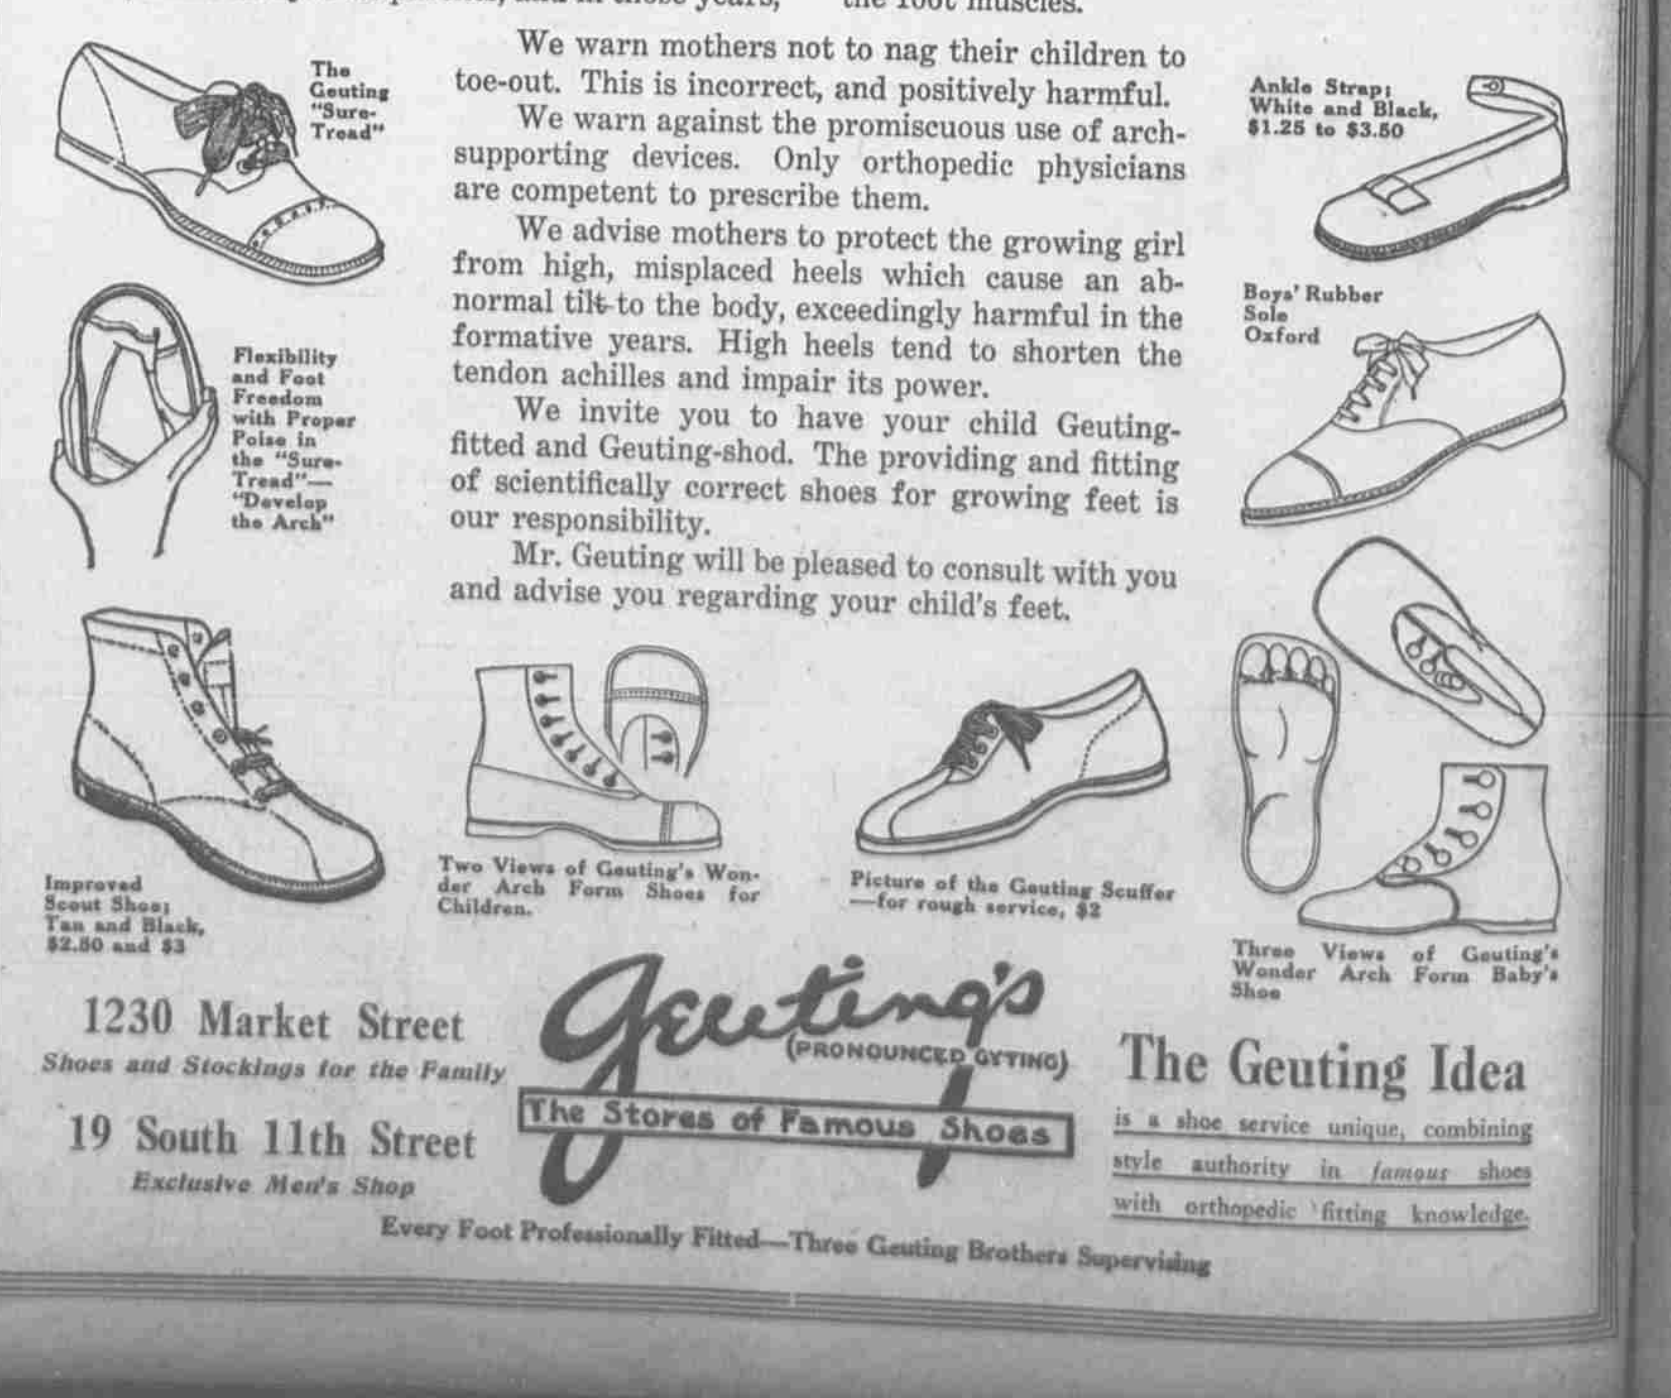 the foot muscles.
The
Geuting
"Sure-
Tread"
We warn mothers not to nag their children to
toe-out. This is incorrect, and positively harmful.
We warn against the promiscuous use of arch-
supporting devices. Only orthopedic physicians
are competent to prescribe them.
We advise mothers to protect the growing girl
from high, misplaced heels which cause an ab-
normal tilt to the body, exceedingly harmful in the
formative years. High heels tend to shorten the
tendon achilles and impair its power.
We invite you to have your child Geuting-
fitted and Geuting-shod. The providing and fitting
of scientifically correct shoes for growing feet is
our responsibility.
Mr. Geuting will be pleased to consult with you
and advise you regarding your child's feet.
Ankle Strap;
White and Black,
$1.25 to $3.50
Boys' Rubber
Sole
Oxford
Flexibility
and Foot
Freedom
with Proper
Poise in
the "Sure-
Tread"—
"Develop
the Arch"
Improved
Scout Shoe;
Tan and Black,
$2.50 and $3
Two Views of Geuting's Won-
der Arch Form Shoes for
Children.
Picture of the Geuting Scuffer
—for rough service, $2
Three Views of Geuting's
Wonder Arch Form Baby's
Shoe
1230 Market Street
Shoes and Stockings for the Family
19 South 11th Street
Exclusive Men's Shop
Geuting's
(PRONOUNCED GYTING)
The Stores of Famous Shoes
The Geuting Idea
is a shoe service unique, combining
style authority in famous shoes
with orthopedic fitting knowledge.
Every Foot Professionally Fitted—Three Geuting Brothers Supervising